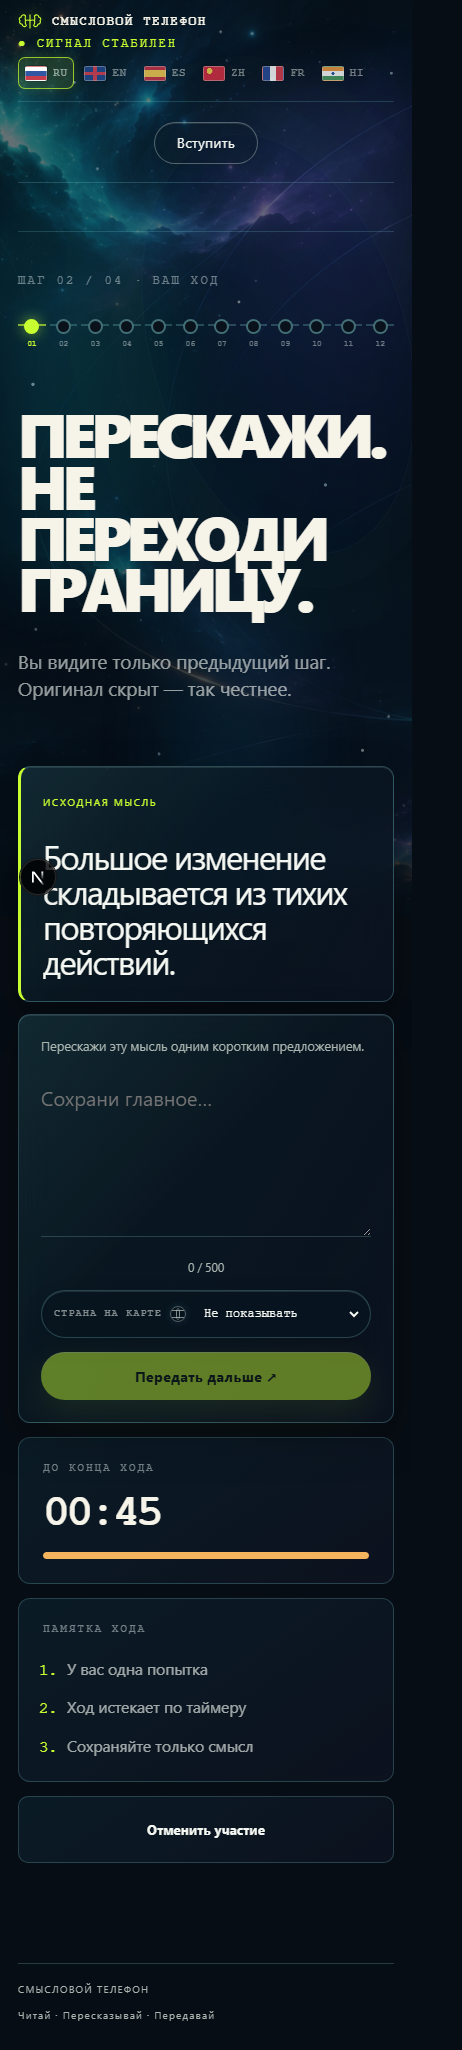 СМЫСЛОВОЙ ТЕЛЕФОН
СИГНАЛ СТАБИЛЕН
RU EN ES ZH FR HI
Вступить
ШАГ 02 / 04 · ВАШ ХОД
01 02 03 04 05 06 07 08 09 10 11 12
ПЕРЕСКАЖИ.
НЕ
ПЕРЕХОДИ
ГРАНИЦУ.
Вы видите только предыдущий шаг.
Оригинал скрыт — так честнее.
ИСХОДНАЯ МЫСЛЬ
Большое изменение
складывается из тихих
повторяющихся
действий.
N
Перескажи эту мысль одним коротким предложением.
Сохрани главное...
0 / 500
СТРАНА НА КАРТЕ Не показывать
Передать дальше ↗
ДО КОНЦА ХОДА
00:45
ПАМЯТКА ХОДА
1. У вас одна попытка
2. Ход истекает по таймеру
3. Сохраняйте только смысл
Отменить участие
СМЫСЛОВОЙ ТЕЛЕФОН
Читай · Пересказывай · Передавай